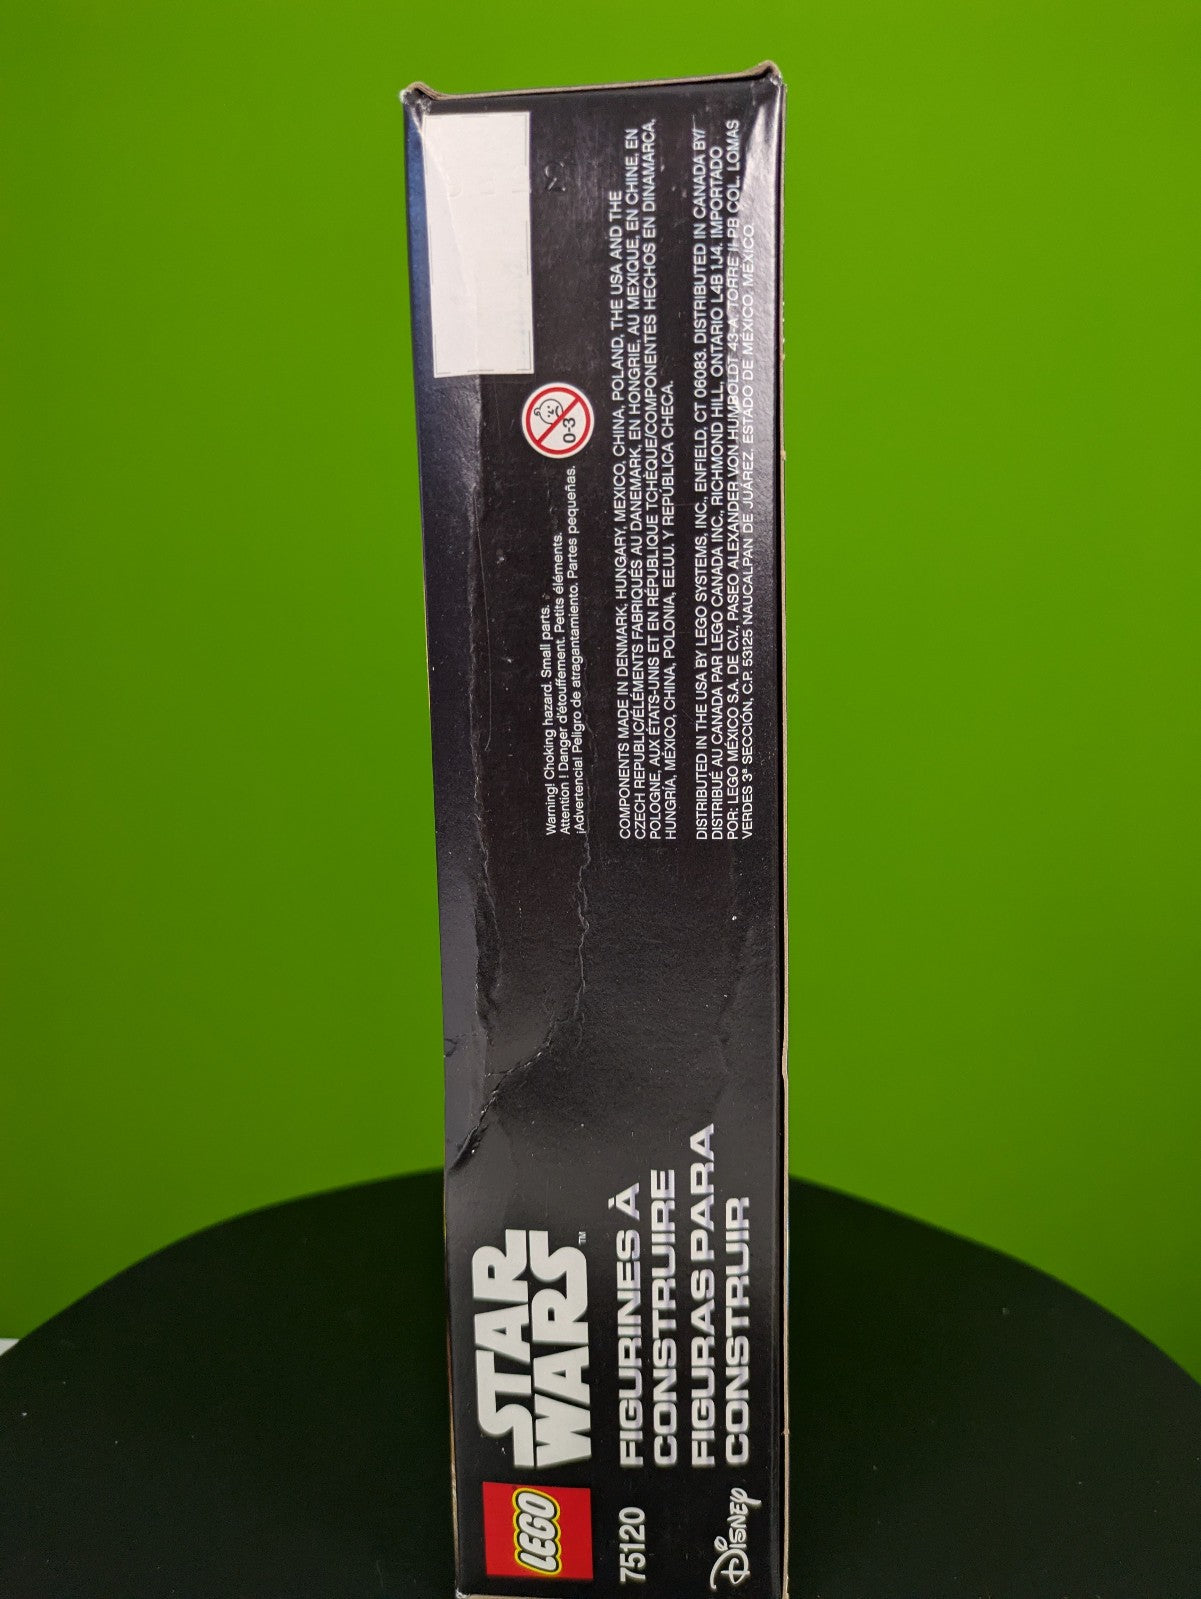 LEGO
STAR
WARS™
75120
FIGURINES À
CONSTRUIRE
FIGURAS PARA
CONSTRUIR
Disney
Warning! Choking hazard. Small parts.
Attention ! Danger d'étouffement. Petits éléments.
¡Advertencia! Peligro de atragantamiento. Partes pequeñas.
0-3
COMPONENTS MADE IN DENMARK, HUNGARY, MEXICO, CHINA, POLAND, THE USA AND THE
CZECH REPUBLIC/ÉLÉMENTS FABRIQUÉS AU DANEMARK, EN HONGRIE, AU MEXIQUE, EN CHINE, EN
POLOGNE, AUX ÉTATS-UNIS ET EN RÉPUBLIQUE TCHÈQUE/COMPONENTES HECHOS EN DINAMARCA,
HUNGRÍA, MÉXICO, CHINA, POLONIA, EE.UU. Y REPÚBLICA CHECA.
DISTRIBUTED IN THE USA BY LEGO SYSTEMS, INC., ENFIELD, CT 06083. DISTRIBUTED IN CANADA BY/
DISTRIBUÉ AU CANADA PAR LEGO CANADA INC., RICHMOND HILL, ONTARIO L4B 1J4. IMPORTADO
POR: LEGO MÉXICO S.A. DE C.V., PASEO ALEXANDER VON HUMBOLDT 43-A, TORRE II PB COL. LOMAS
VERDES 3ª SECCIÓN, C.P. 53125 NAUCALPAN DE JUÁREZ, ESTADO DE MÉXICO, MÉXICO.